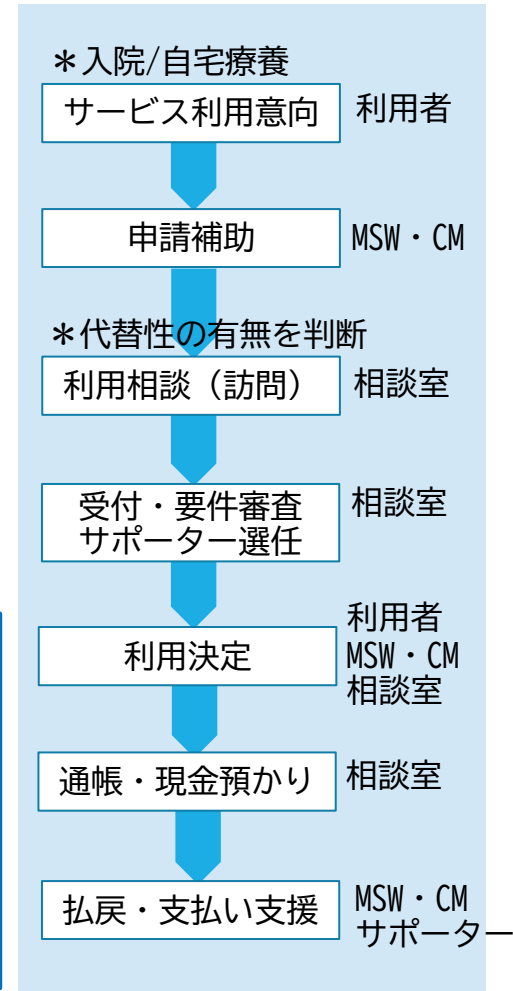 ＊入院/自宅療養
サービス利用意向 利用者
申請補助 MSW・CM
＊代替性の有無を判断
利用相談（訪問） 相談室
受付・要件審査 相談室
サポーター選任
利用者
利用決定 MSW・CM
相談室
通帳・現金預かり 相談室
払戻・支払い支援 MSW・CM
サポーター